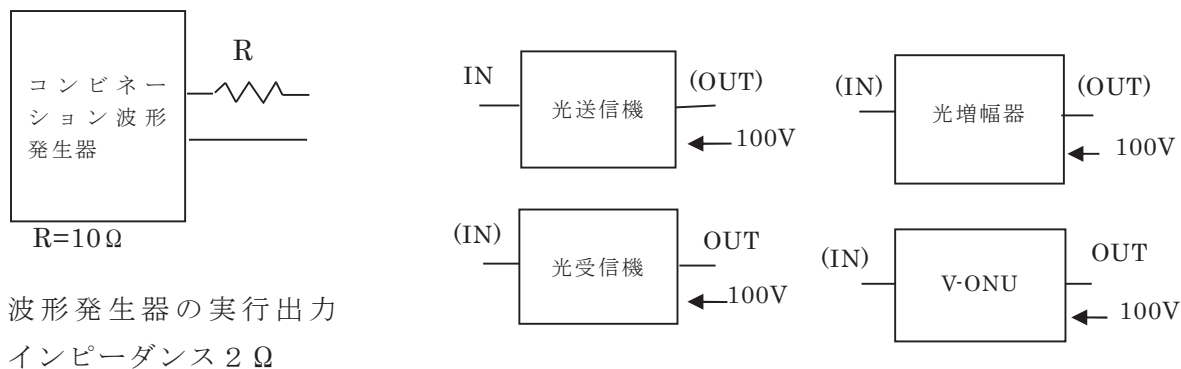 コンビネー
ション波形
発生器
R
R=10Ω
波形発生器の実行出力
インピーダンス2Ω
IN
光送信機
(OUT)
100V
(IN)
光増幅器
(OUT)
100V
(IN)
光受信機
OUT
100V
(IN)
V-ONU
OUT
100V